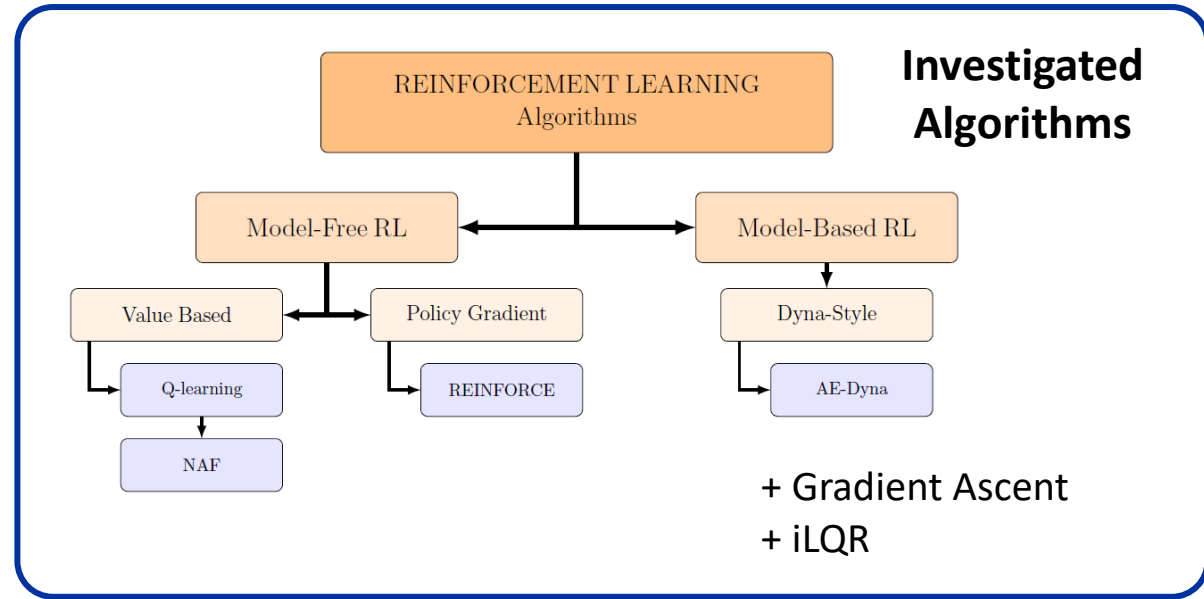 Investigated
Algorithms
REINFORCEMENT LEARNING
Algorithms
Model-Free RL
Model-Based RL
Value Based
Policy Gradient
Dyna-Style
Q-learning
REINFORCE
AE-Dyna
NAF
+ Gradient Ascent
+ iLQR